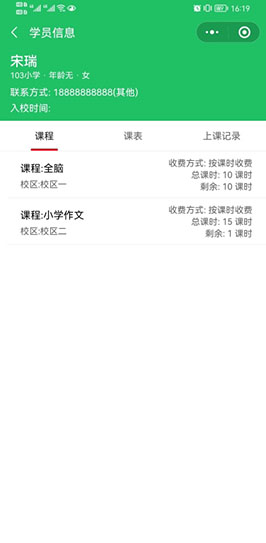 16:19
学员信息
宋瑞
103小学 · 年龄无 · 女
联系方式: 18888888888(其他)
入校时间:
课程
课表
上课记录
课程:全脑
校区:校区一
收费方式: 按课时收费
总课时: 10 课时
剩余: 10 课时
课程:小学作文
校区:校区二
收费方式: 按课时收费
总课时: 15 课时
剩余: 1 课时